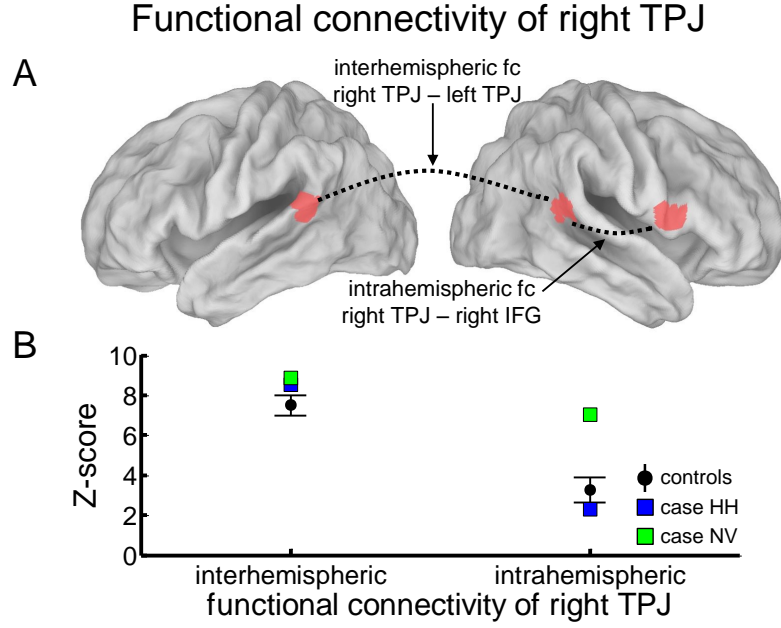 Functional connectivity of right TPJ
A
interhemispheric fc
right TPJ – left TPJ
intrahemispheric fc
right TPJ – right IFG
B
10
8
6
4
2
0
Z-score
controls
case HH
case NV
interhemispheric
intrahemispheric
functional connectivity of right TPJ